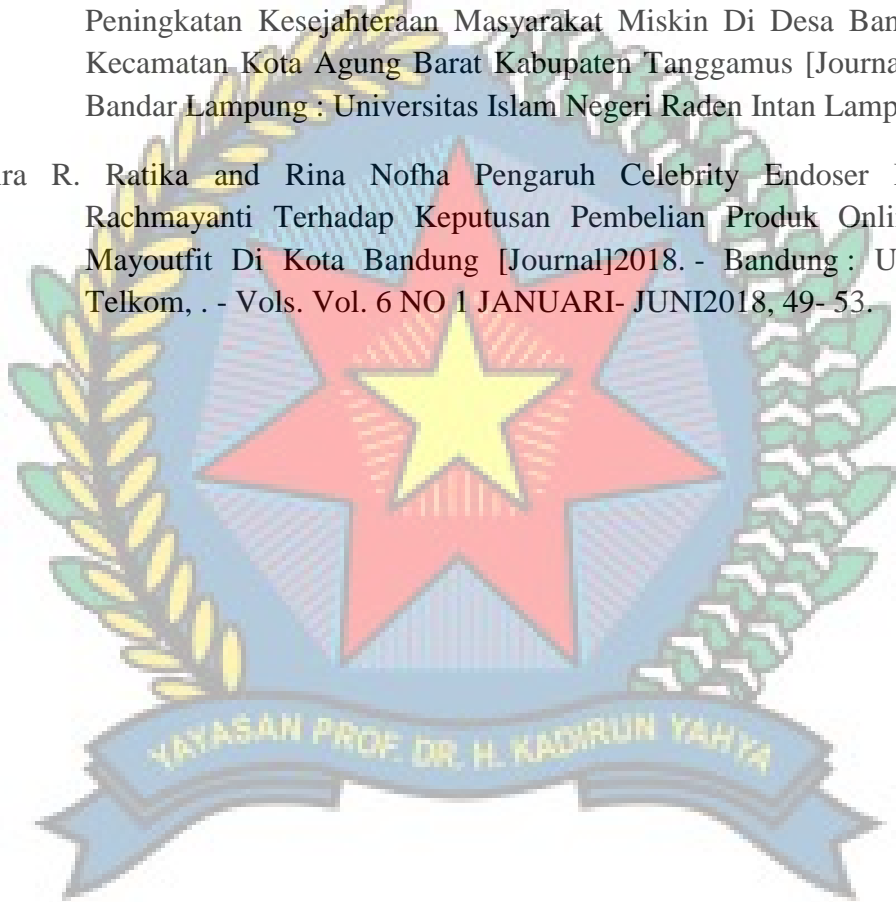 Peningkatan Kesejahteraan Masyarakat Miskin Di Desa Ban
Kecamatan Kota Agung Barat Kabupaten Tanggamus [Journa
Bandar Lampung : Universitas Islam Negeri Raden Intan Lamp
ra R. Ratika and Rina Nofha Pengaruh Celebrity Endoser
Rachmayanti Terhadap Keputusan Pembelian Produk Onli
Mayoutfit Di Kota Bandung [Journal]2018. - Bandung : U
Telkom, . - Vols. Vol. 6 NO 1 JANUARI- JUNI2018, 49- 53.
YAYASAN PROF. DR. H. KADIRUN YAHYA